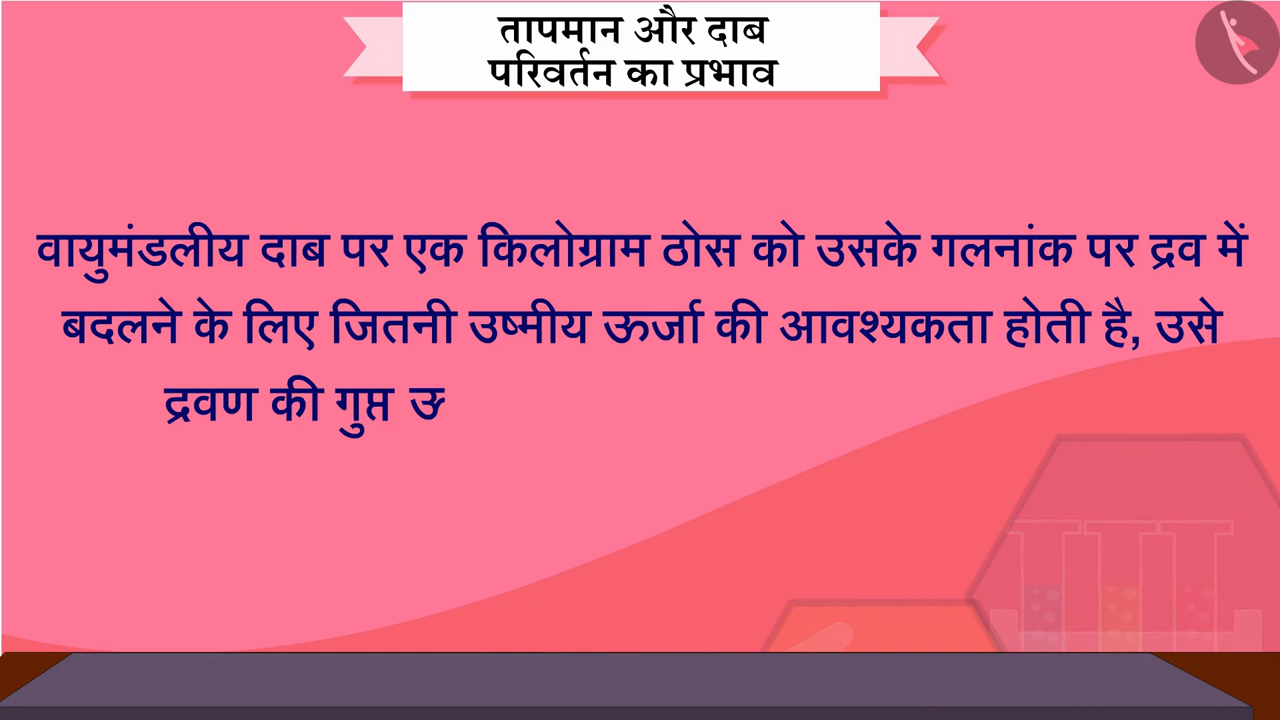 तापमान और दाब
परिवर्तन का प्रभाव
वायुमंडलीय दाब पर एक किलोग्राम ठोस को उसके गलनांक पर द्रव में
बदलने के लिए जितनी उष्मीय ऊर्जा की आवश्यकता होती है, उसे
द्रवण की गुप्त